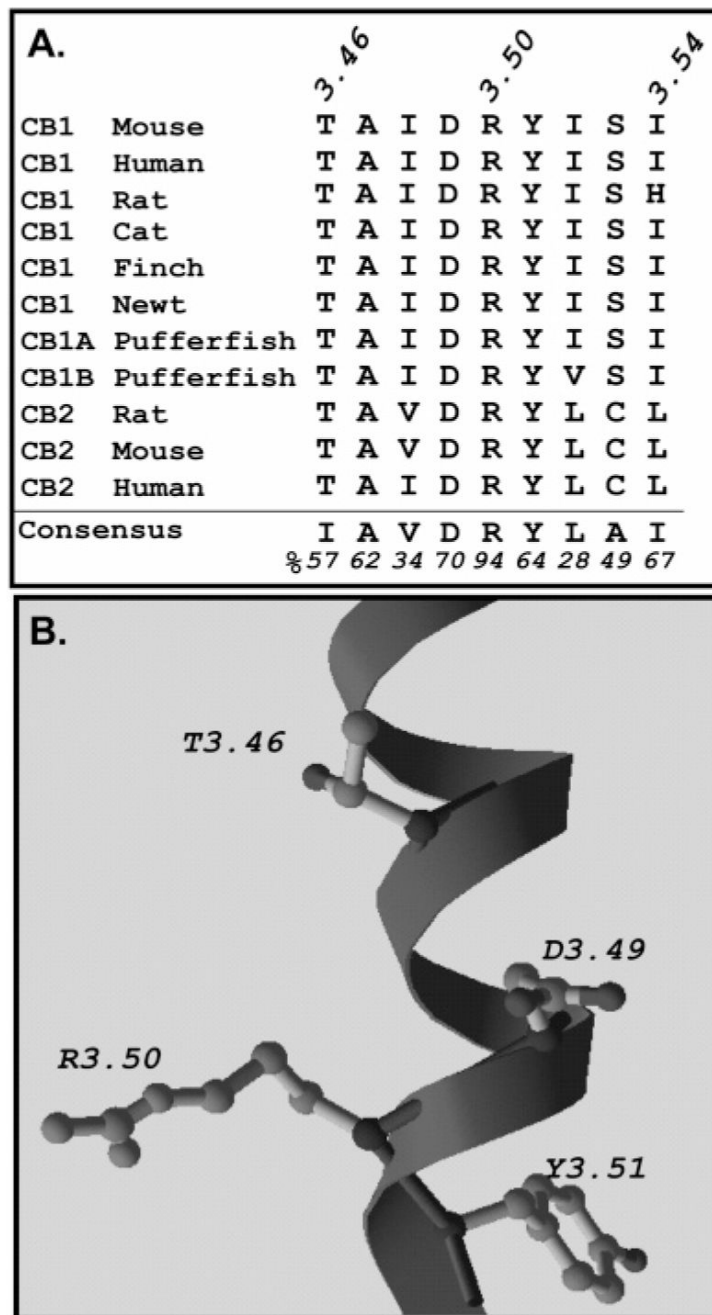 A.
3.46 3.50 3.54
CB1 Mouse T A I D R Y I S I
CB1 Human T A I D R Y I S I
CB1 Rat T A I D R Y I S H
CB1 Cat T A I D R Y I S I
CB1 Finch T A I D R Y I S I
CB1 Newt T A I D R Y I S I
CB1A Pufferfish T A I D R Y I S I
CB1B Pufferfish T A I D R Y V S I
CB2 Rat T A V D R Y L C L
CB2 Mouse T A V D R Y L C L
CB2 Human T A I D R Y L C L
Consensus I A V D R Y L A I
% 57 62 34 70 94 64 28 49 67
B.
T3.46
D3.49
R3.50
Y3.51